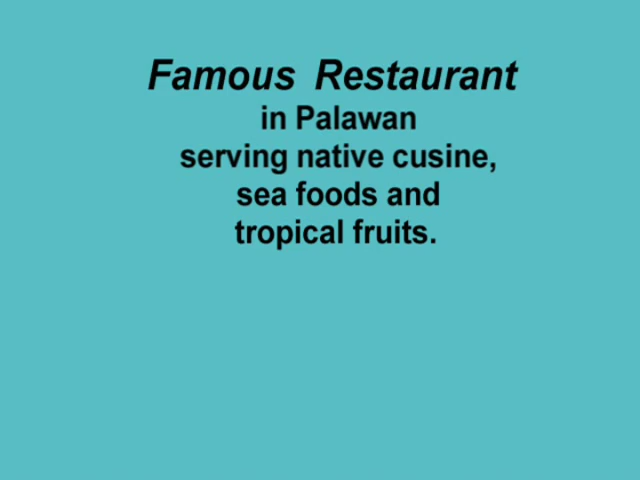 Famous Restaurant
in Palawan
serving native cusine,
sea foods and
tropical fruits.